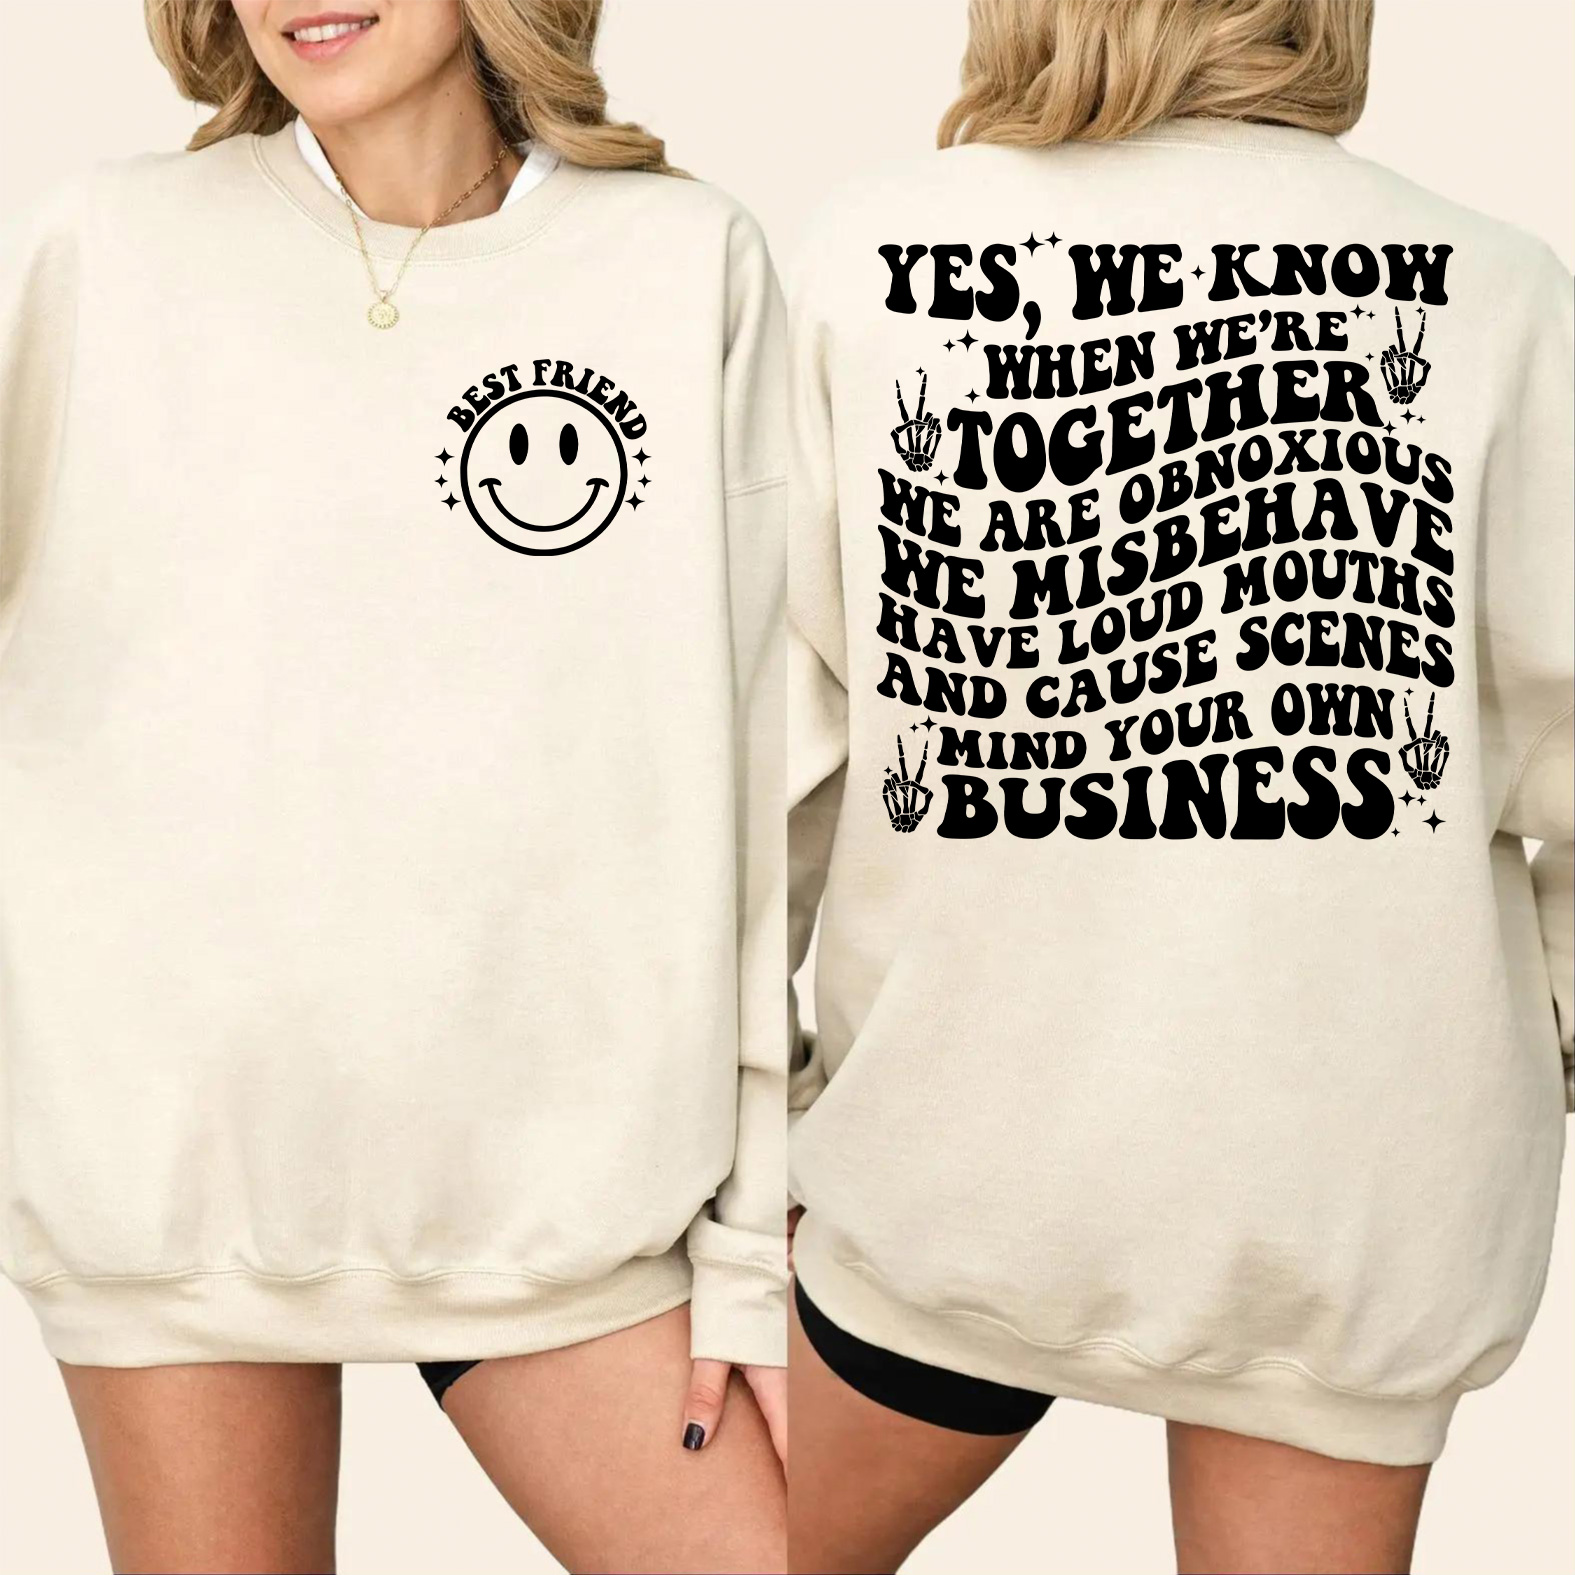 BEST FRIEND
YES, WE KNOW
WHEN WE'RE
TOGETHER
WE ARE OBNOXIOUS
WE MISBEHAVE
HAVE LOUD MOUTHS
AND CAUSE SCENES
MIND YOUR OWN
BUSINESS